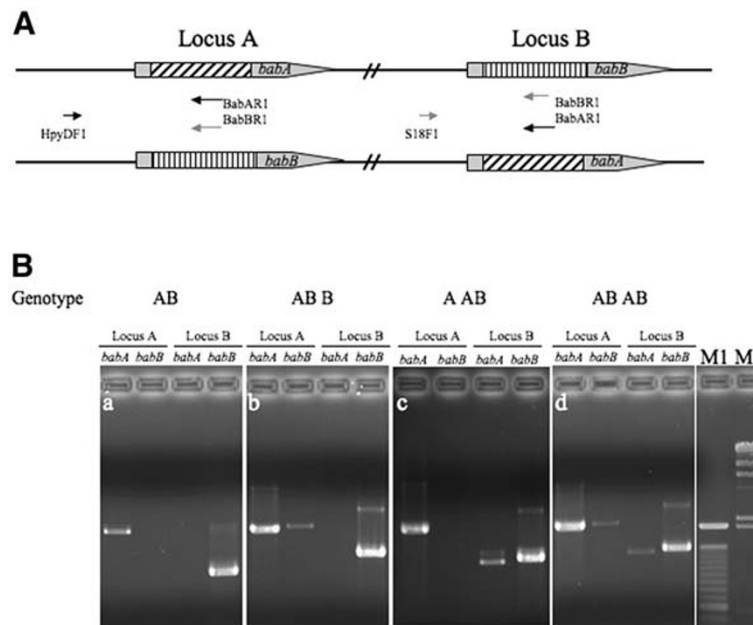 A
Locus A Locus B
babA babB
BabAR1 BabBR1
HpyDF1 BabBR1 S18F1 BabAR1
babB babA
B
Genotype AB AB B A AB AB AB
Locus A Locus B Locus A Locus B Locus A Locus B Locus A Locus B
babA babB babA babB babA babB babA babB babA babB babA babB babA babB babA babB M1 M
a b c d